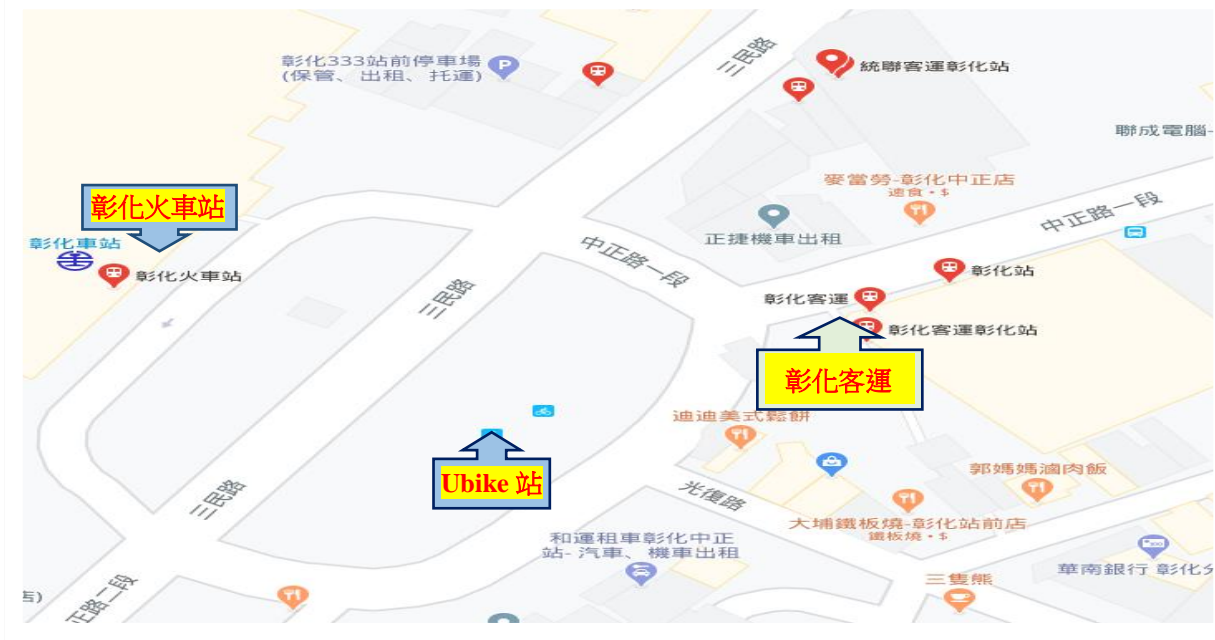 彰化333站前停車場
(保管、出租、托運)
三民路
統聯客運彰化站
聯成電腦-
麥當勞-彰化中正店
速食·$
彰化火車站
正捷機車出租
中正路一段
彰化車站
彰化火車站
中正路一段
彰化站
三民路
彰化客運
彰化客運彰化站
彰化客運
迪迪美式鬆餅
Ubike 站
郭媽媽滷肉飯
三民路
光復路
大埔鐵板燒-彰化站前店
鐵板燒·$
和運租車彰化中正
站-汽車、機車出租
華南銀行 彰化
三隻熊
店)
正路二段